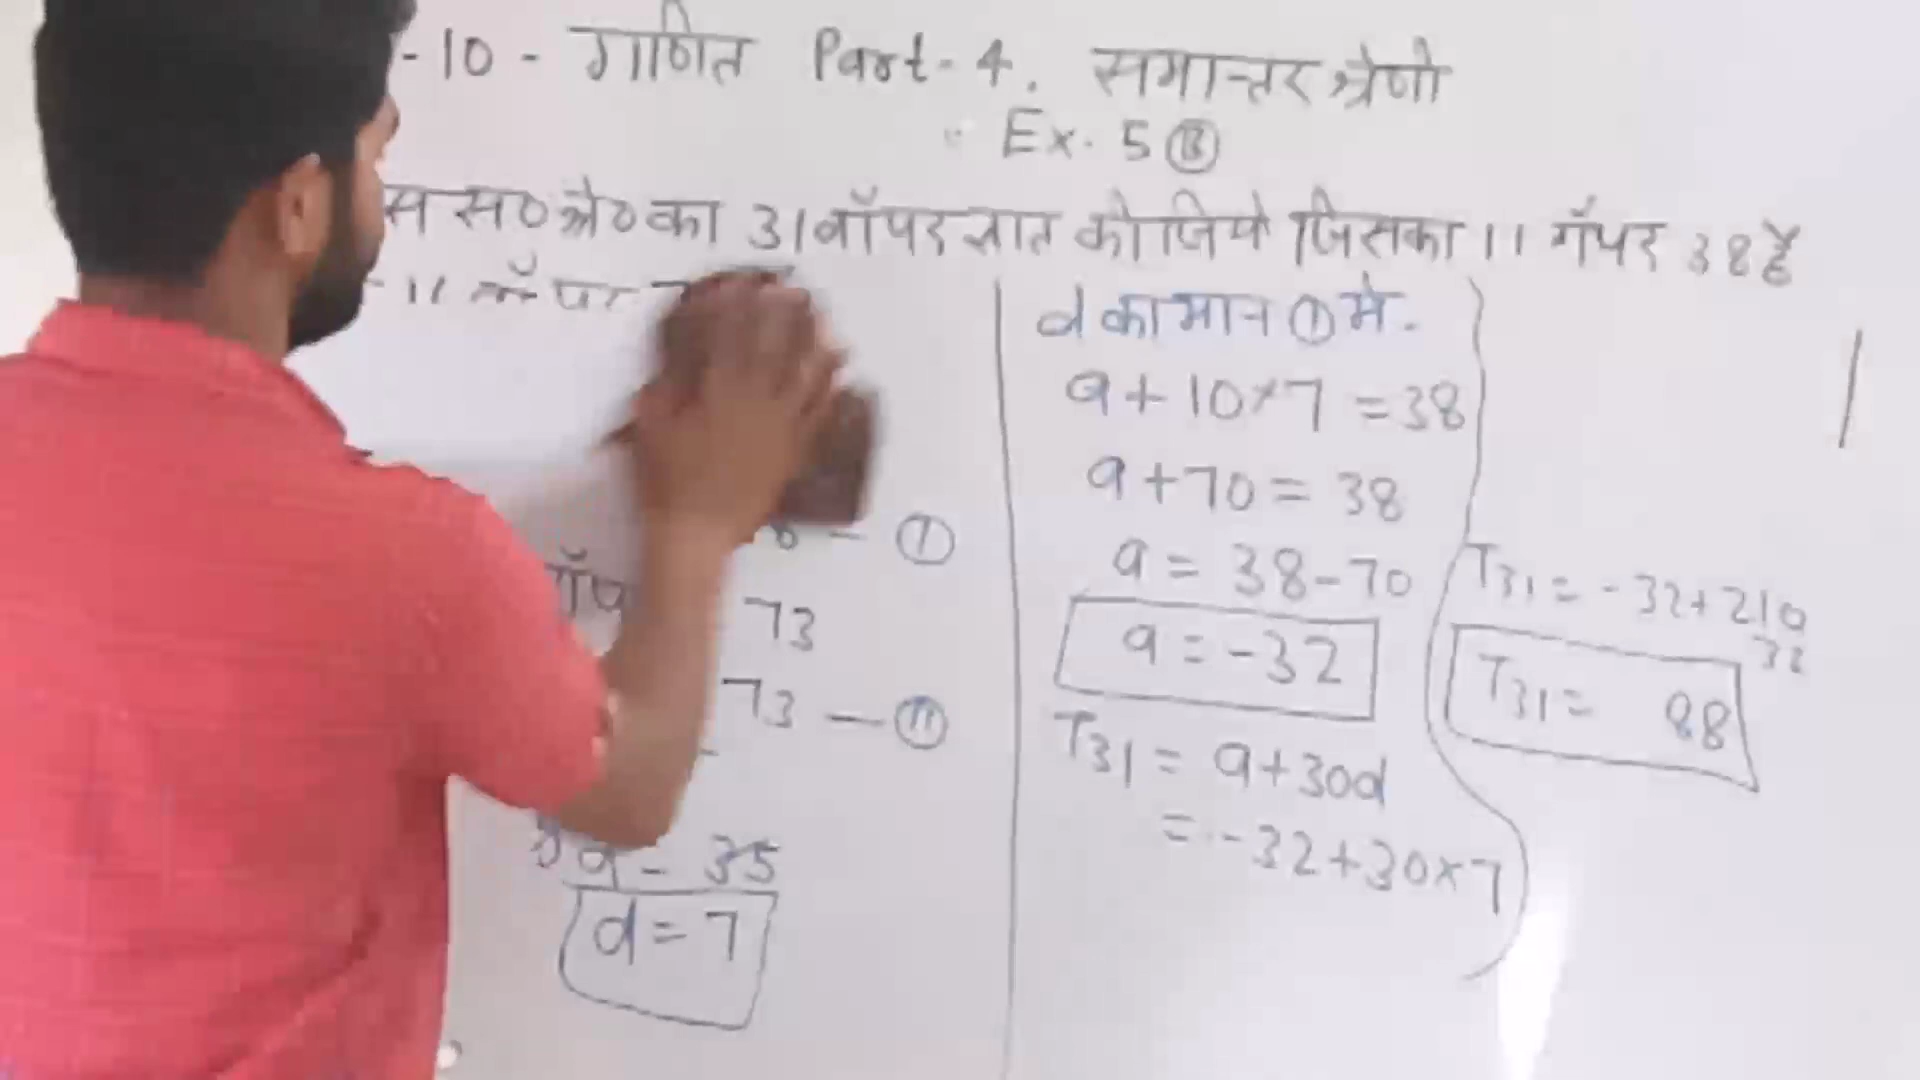 -10 - गणित Part-4. समान्तर श्रेणी
Ex. 5 Ⓑ
स स० श्रे० का 31वाँ पद ज्ञात कीजिये जिसका 11 वाँ पद 38 है
- 11
- ①
73
73 — ⑪
35
d = 7
d का मान ① मे.
a + 10×7 = 38
a + 70 = 38
a = 38 - 70
a = -32
T31 = a + 30d
= -32 + 30×7
T31 = -32 + 210
32
T31 = 88